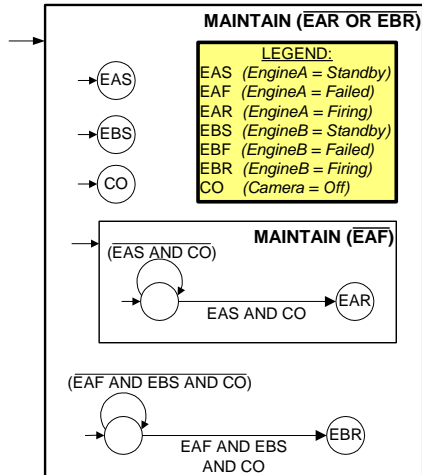 MAINTAIN (EAR OR EBR)
LEGEND:
EAS (EngineA = Standby)
EAF (EngineA = Failed)
EAR (EngineA = Firing)
EBS (EngineB = Standby)
EBF (EngineB = Failed)
EBR (EngineB = Firing)
CO (Camera = Off)
EAS
EBS
CO
MAINTAIN (EAF)
(EAS AND CO)
EAR
EAS AND CO
(EAF AND EBS AND CO)
EBR
EAF AND EBS
AND CO